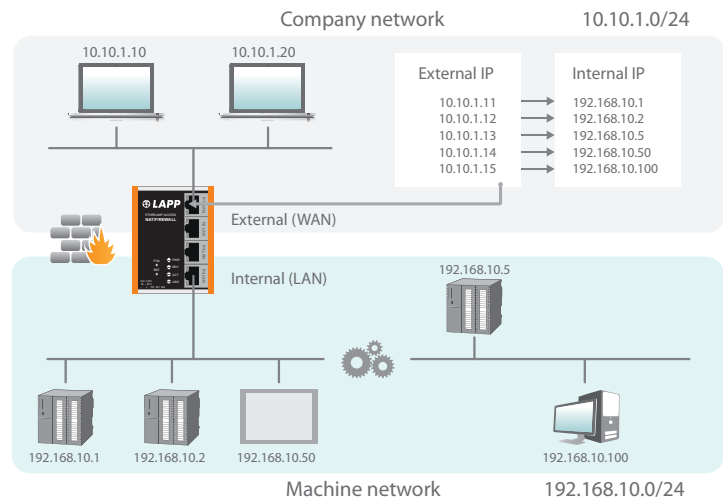 Company network 10.10.1.0/24
10.10.1.10
10.10.1.20
External IP
Internal IP
10.10.1.11 192.168.10.1
10.10.1.12 192.168.10.2
10.10.1.13 192.168.10.5
10.10.1.14 192.168.10.50
10.10.1.15 192.168.10.100
LAPP
NAT/FIREWALL
External (WAN)
Internal (LAN)
192.168.10.5
192.168.10.1
192.168.10.2
192.168.10.50
192.168.10.100
Machine network 192.168.10.0/24